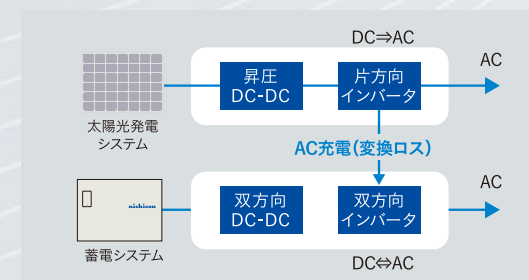 DC⇒AC
昇圧
DC-DC
片方向
インバータ
AC
太陽光発電
システム
AC充電(変換ロス)
nichicon
双方向
DC-DC
双方向
インバータ
AC
蓄電システム
DC⇔AC